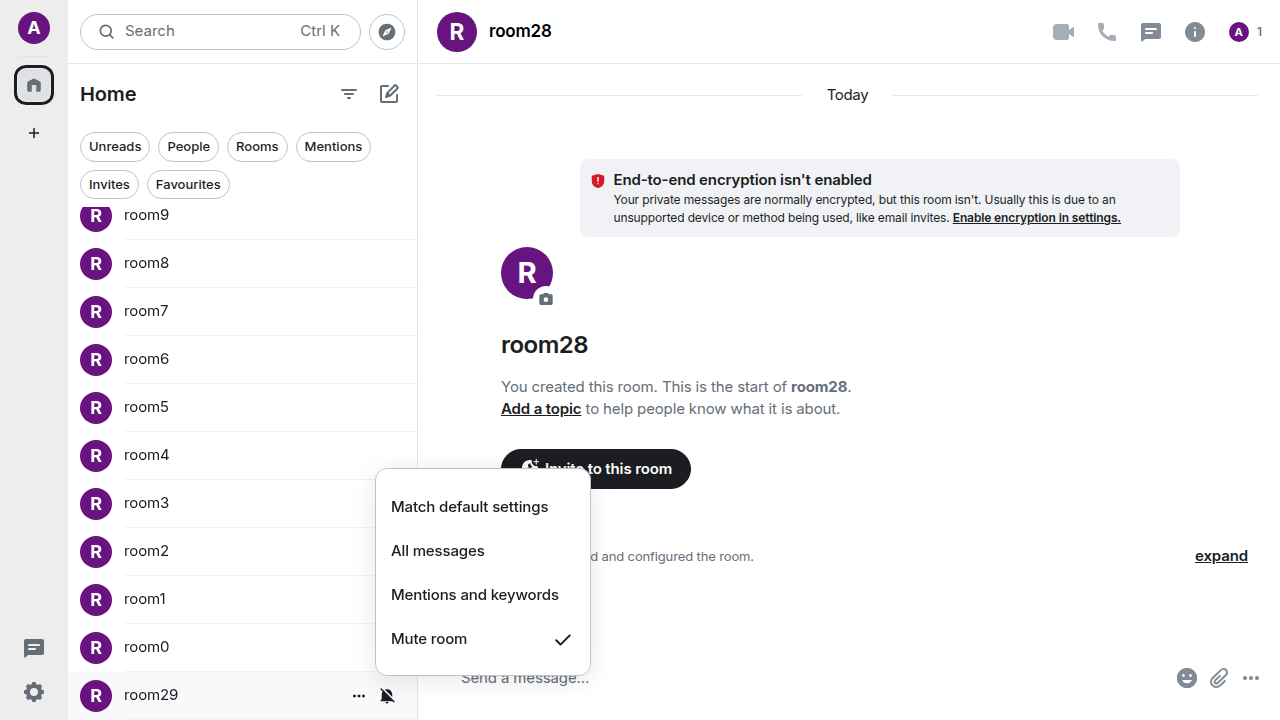 A
Search Ctrl K
Home
Unreads People Rooms Mentions
Invites Favourites
R room9
R room8
R room7
R room6
R room5
R room4
R room3
R room2
R room1
R room0
R room29
R room28
A 1
Today
End-to-end encryption isn't enabled
Your private messages are normally encrypted, but this room isn't. Usually this is due to an
unsupported device or method being used, like email invites. Enable encryption in settings.
R
room28
You created this room. This is the start of room28.
Add a topic to help people know what it is about.
Invite to this room
and configured the room. expand
Match default settings
All messages
Mentions and keywords
Mute room
Send a message...